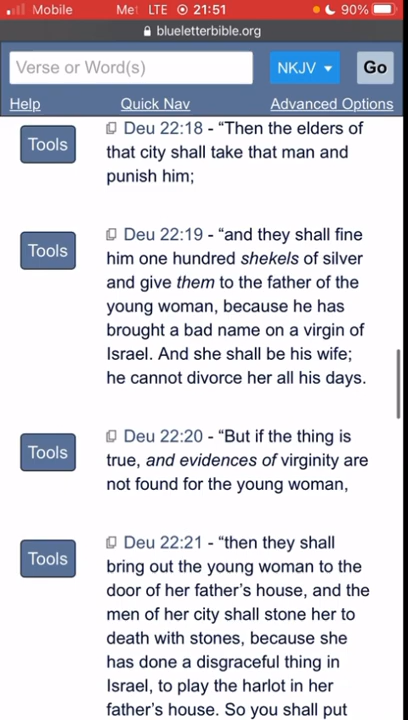 Mobile Me LTE 21:51 90%
blueletterbible.org
Verse or Word(s) NKJV Go
Help Quick Nav Advanced Options
Tools
Deu 22:18 - “Then the elders of
that city shall take that man and
punish him;
Tools
Deu 22:19 - “and they shall fine
him one hundred shekels of silver
and give them to the father of the
young woman, because he has
brought a bad name on a virgin of
Israel. And she shall be his wife;
he cannot divorce her all his days.
Tools
Deu 22:20 - “But if the thing is
true, and evidences of virginity are
not found for the young woman,
Tools
Deu 22:21 - “then they shall
bring out the young woman to the
door of her father’s house, and the
men of her city shall stone her to
death with stones, because she
has done a disgraceful thing in
Israel, to play the harlot in her
father’s house. So you shall put